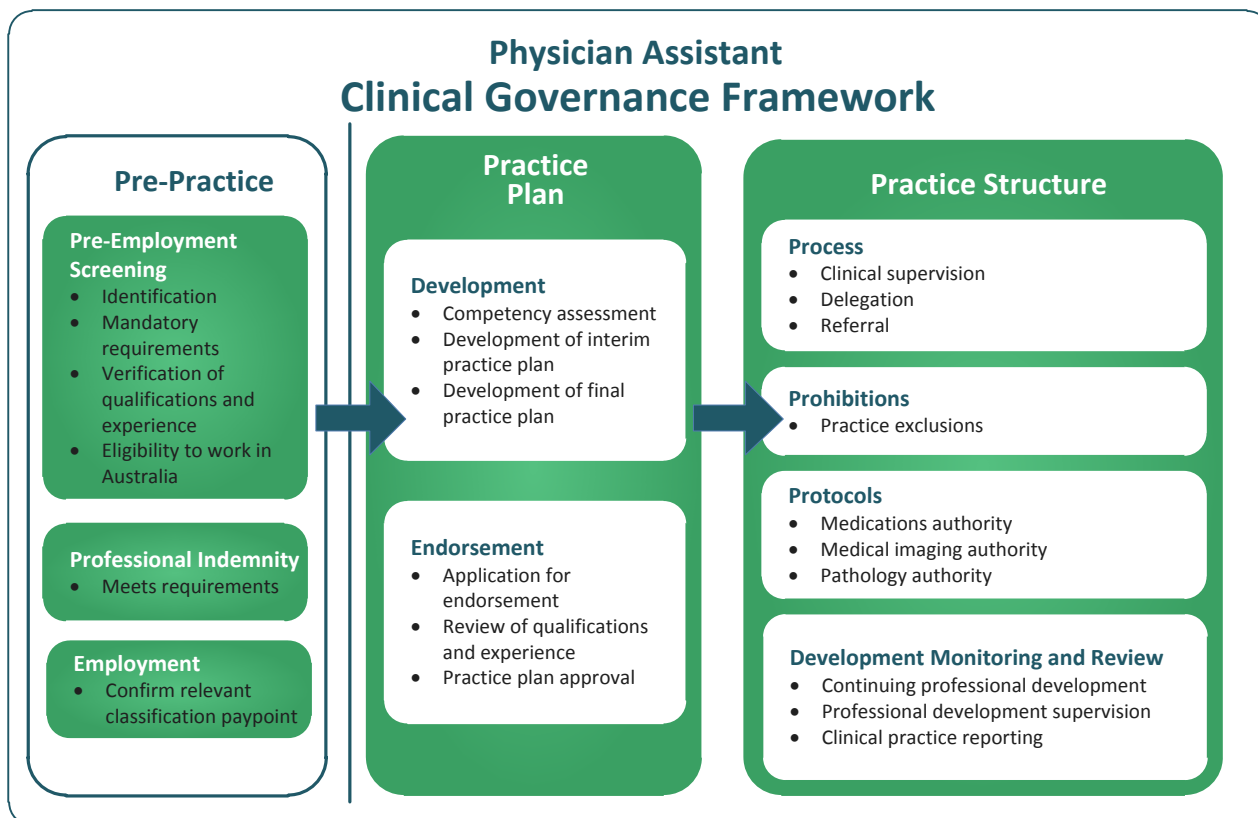 Physician Assistant
Clinical Governance Framework
Pre-Practice
Pre-Employment
Screening
• Identification
• Mandatory
requirements
• Verification of
qualifications and
experience
• Eligibility to work in
Australia
Professional Indemnity
• Meets requirements
Employment
• Confirm relevant
classification paypoint
Practice
Plan
Development
• Competency assessment
• Development of interim
practice plan
• Development of final
practice plan
Endorsement
• Application for
endorsement
• Review of qualifications
and experience
• Practice plan approval
Practice Structure
Process
• Clinical supervision
• Delegation
• Referral
Prohibitions
• Practice exclusions
Protocols
• Medications authority
• Medical imaging authority
• Pathology authority
Development Monitoring and Review
• Continuing professional development
• Professional development supervision
• Clinical practice reporting